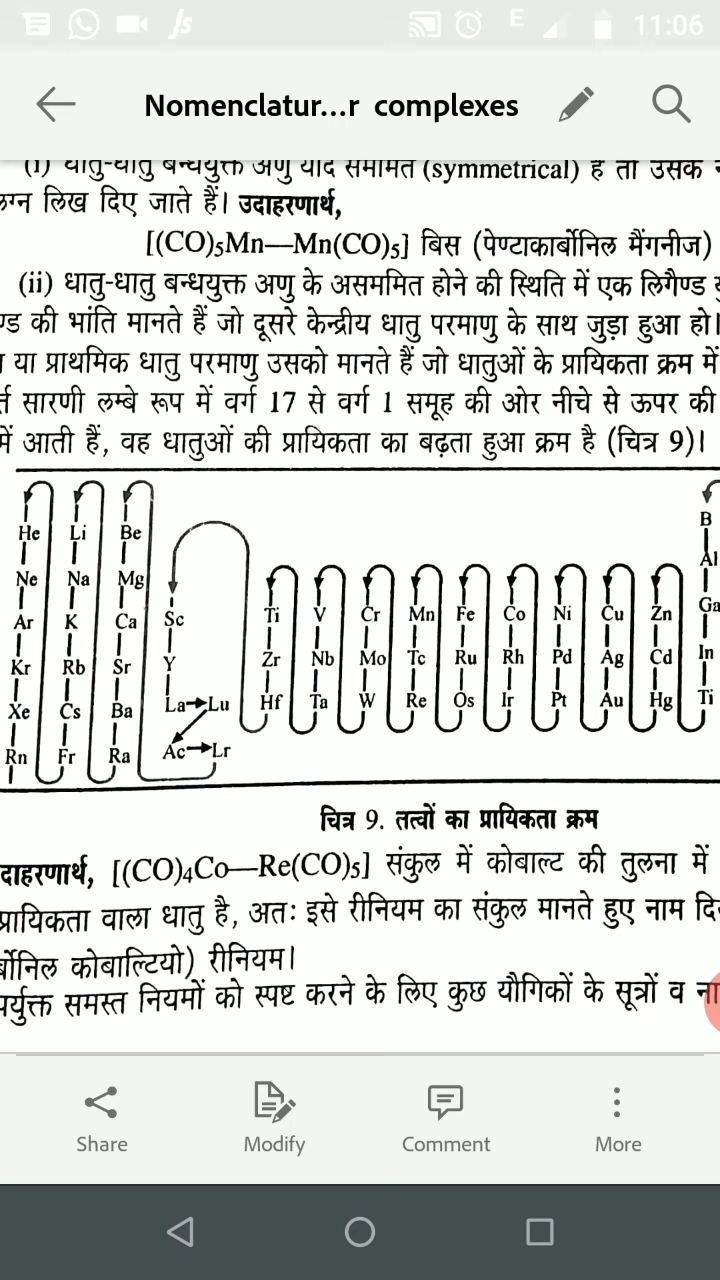 E 11:06
Nomenclatur...r complexes
(i) धातु-धातु बन्धयुक्त अणु यदि सममित (symmetrical) है तो उसके
लग्न लिख दिए जाते हैं। उदाहरणार्थ,
[(CO)₅Mn—Mn(CO)₅] बिस (पेण्टाकार्बोनिल मैंगनीज)
(ii) धातु-धातु बन्धयुक्त अणु के असममित होने की स्थिति में एक लिगैण्ड
ण्ड की भांति मानते हैं जो दूसरे केन्द्रीय धातु परमाणु के साथ जुड़ा हुआ हो।
या प्राथमिक धातु परमाणु उसको मानते हैं जो धातुओं के प्रायिकता क्रम में
र्त सारणी लम्बे रूप में वर्ग 17 से वर्ग 1 समूह की ओर नीचे से ऊपर की
में आती हैं, वह धातुओं की प्रायिकता का बढ़ता हुआ क्रम है (चित्र 9)।
B
He Li Be
Al
Ne Na Mg
Ar K Ca Sc Ti V Cr Mn Fe Co Ni Cu Zn Ga
Kr Rb Sr Y Zr Nb Mo Tc Ru Rh Pd Ag Cd In
Xe Cs Ba La Lu Hf Ta W Re Os Ir Pt Au Hg Ti
Rn Fr Ra Ac Lr
चित्र 9. तत्वों का प्रायिकता क्रम
दाहरणार्थ, [(CO)₄Co—Re(CO)₅] संकुल में कोबाल्ट की तुलना में
प्रायिकता वाला धातु है, अतः इसे रीनियम का संकुल मानते हुए नाम दि
र्बोनिल कोबाल्टियो) रीनियम।
पर्युक्त समस्त नियमों को स्पष्ट करने के लिए कुछ यौगिकों के सूत्रों व ना
Share Modify Comment More